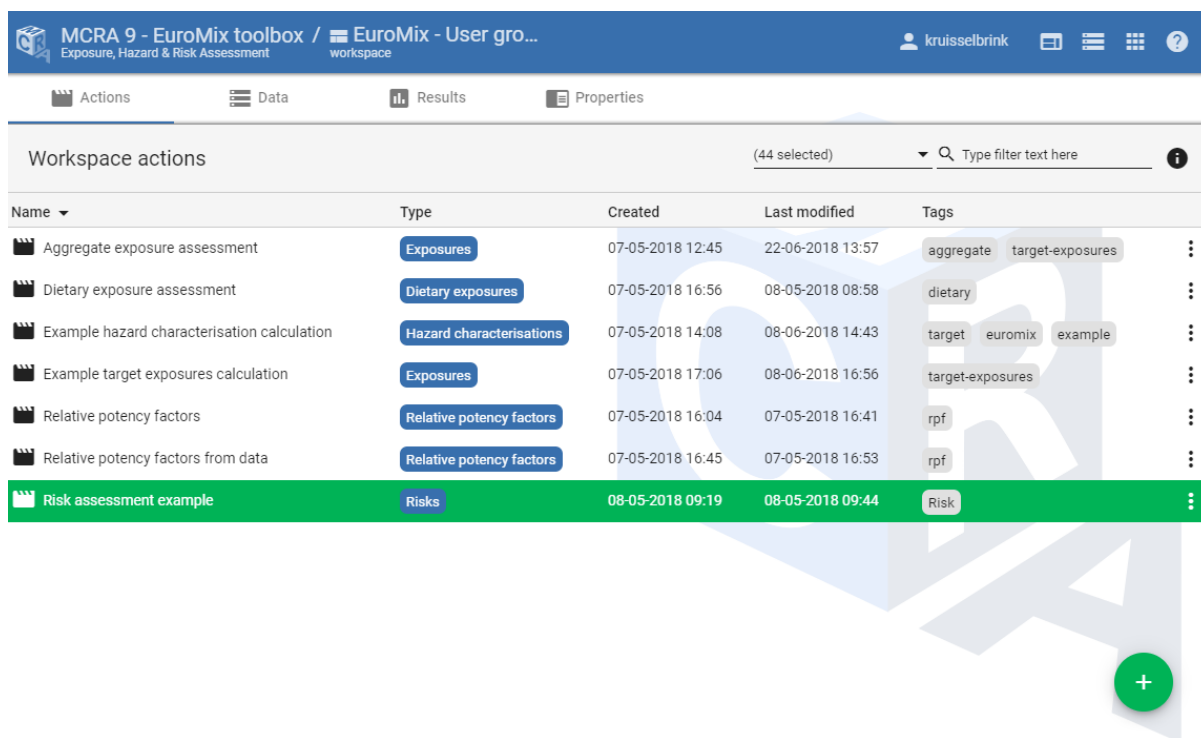 MCRA 9 - EuroMix toolbox / EuroMix - User gro...
Exposure, Hazard & Risk Assessment workspace
kruisselbrink
Actions Data Results Properties
Workspace actions
(44 selected) Type filter text here
Name Type Created Last modified Tags
Aggregate exposure assessment Exposures 07-05-2018 12:45 22-06-2018 13:57 aggregate target-exposures
Dietary exposure assessment Dietary exposures 07-05-2018 16:56 08-05-2018 08:58 dietary
Example hazard characterisation calculation Hazard characterisations 07-05-2018 14:08 08-06-2018 14:43 target euromix example
Example target exposures calculation Exposures 07-05-2018 17:06 08-06-2018 16:56 target-exposures
Relative potency factors Relative potency factors 07-05-2018 16:04 07-05-2018 16:41 rpf
Relative potency factors from data Relative potency factors 07-05-2018 16:45 07-05-2018 16:53 rpf
Risk assessment example Risks 08-05-2018 09:19 08-05-2018 09:44 Risk
CRA
+